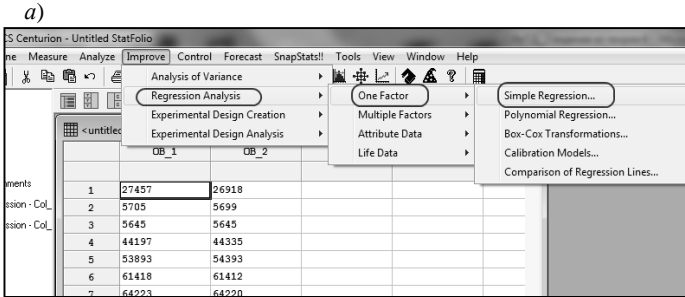 a)
CS Centurion - Untitled StatFolio
ne Measure Analyze Improve Control Forecast SnapStats!! Tools View Window Help
Analysis of Variance
Regression Analysis One Factor Simple Regression...
Experimental Design Creation Multiple Factors Polynomial Regression...
Experimental Design Analysis Attribute Data Box-Cox Transformations...
Life Data Calibration Models...
Comparison of Regression Lines...
<untitled
OB_1 OB_2
1 27457 26918
ments
2 5705 5699
ssion - Col_
3 5645 5645
ssion - Col_
4 44197 44335
5 53893 54393
6 61418 61412
7 64223 64220